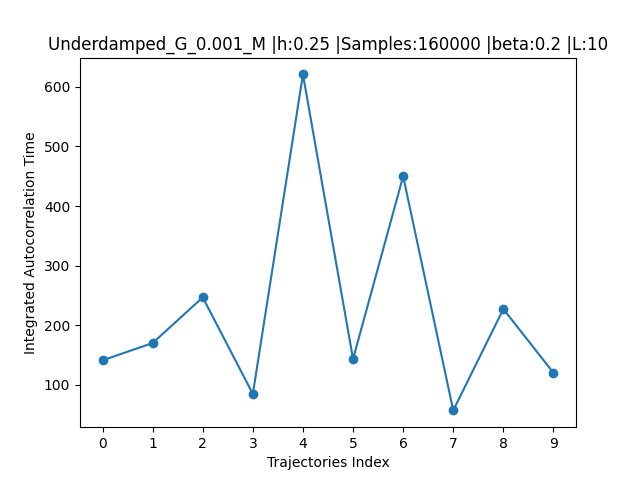 Underdamped_G_0.001_M |h:0.25 |Samples:160000 |beta:0.2 |L:10
Integrated Autocorrelation Time
600
500
400
300
200
100
0 1 2 3 4 5 6 7 8 9
Trajectories Index